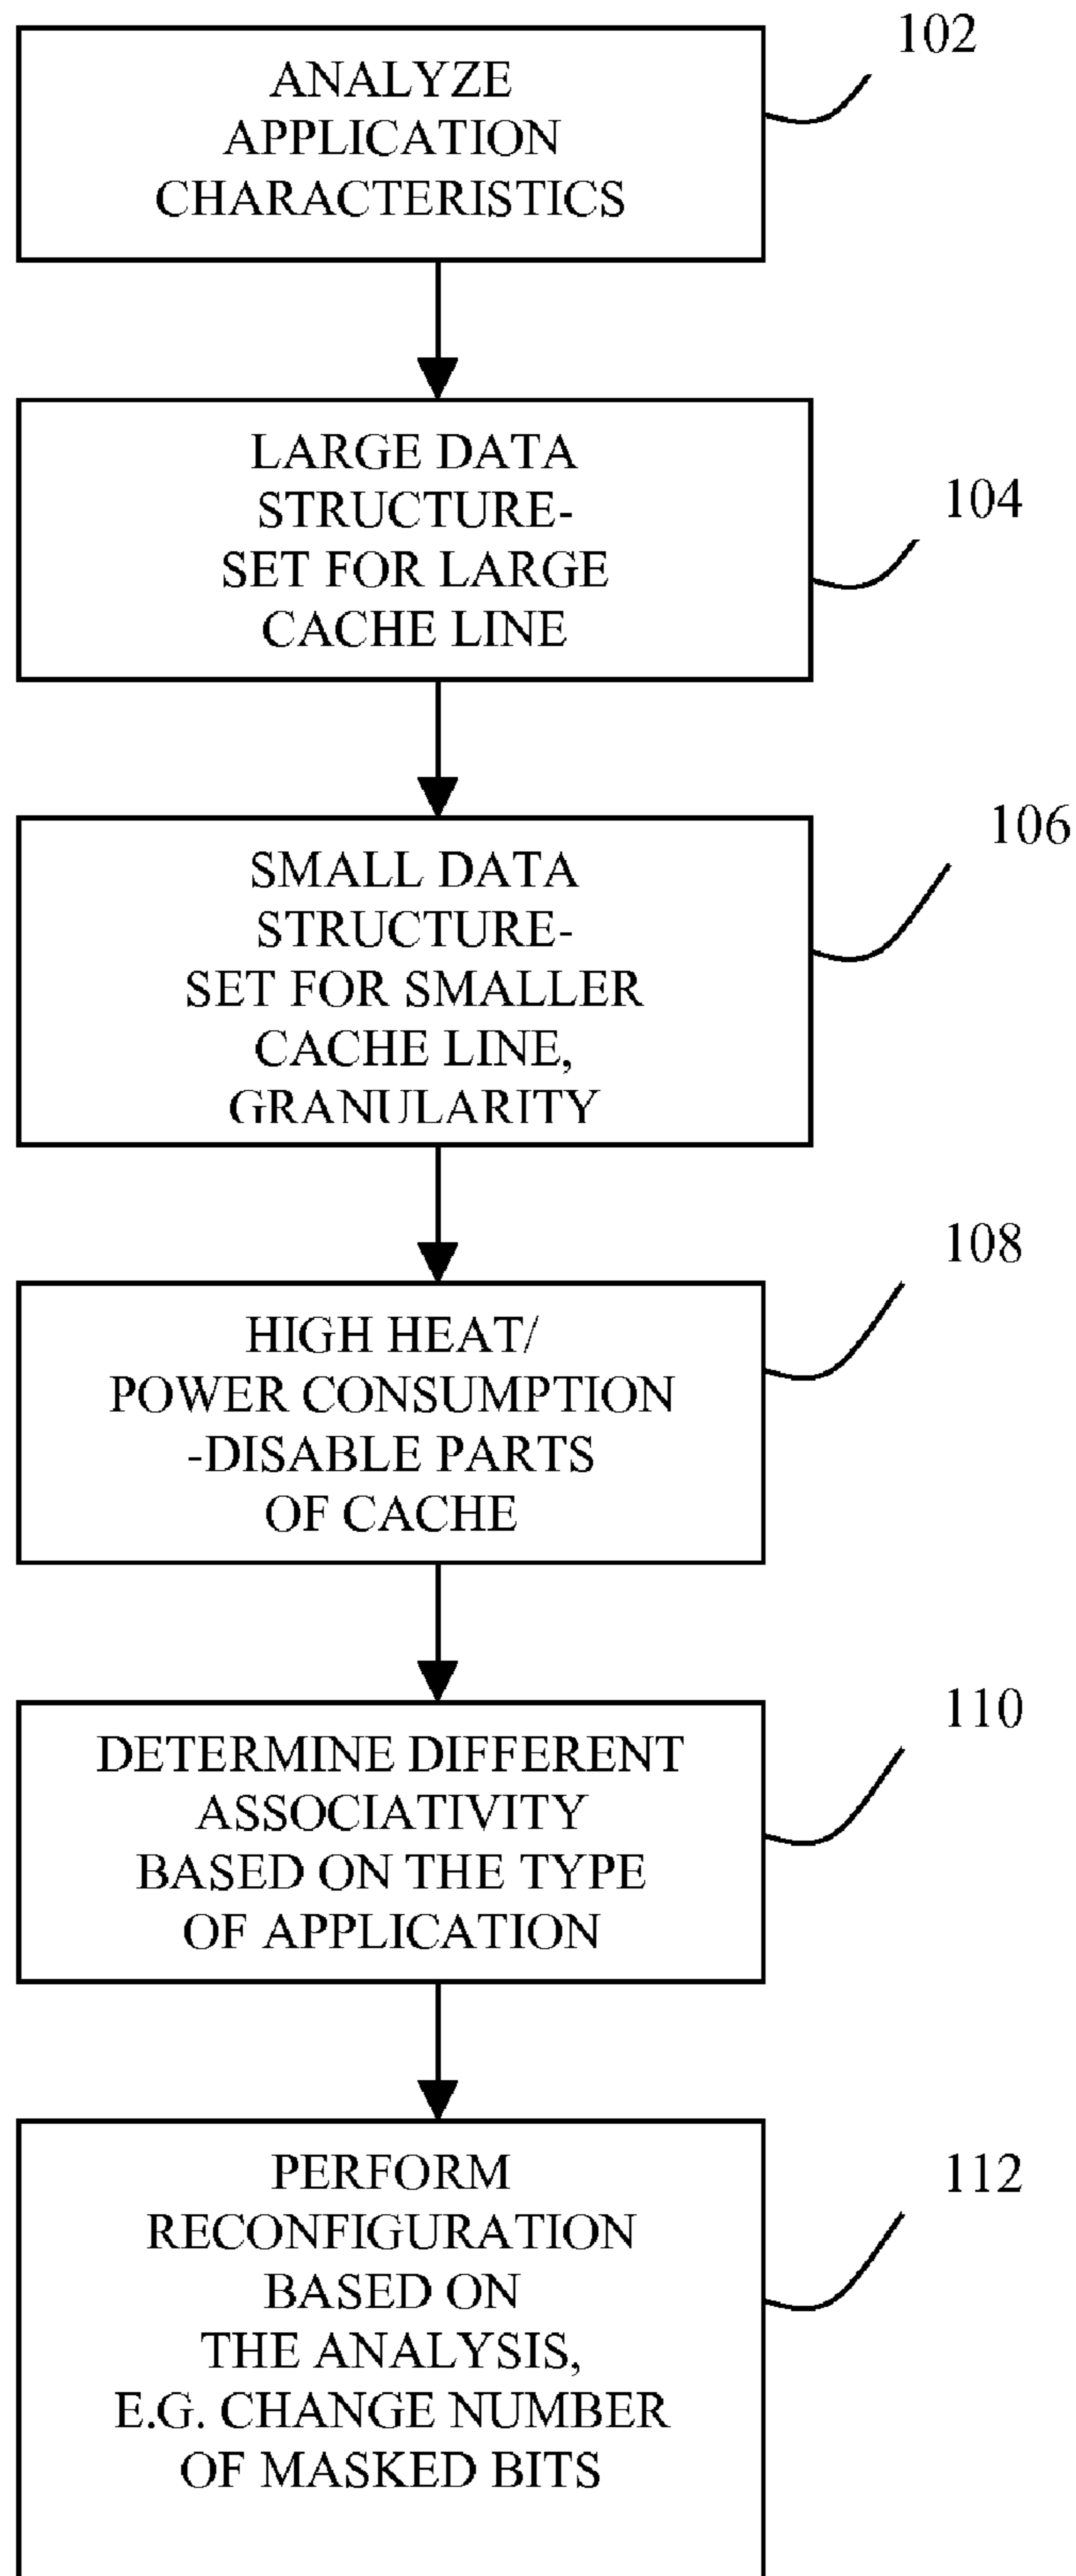 102
ANALYZE
APPLICATION
CHARACTERISTICS
104
LARGE DATA
STRUCTURE-
SET FOR LARGE
CACHE LINE
106
SMALL DATA
STRUCTURE-
SET FOR SMALLER
CACHE LINE,
GRANULARITY
108
HIGH HEAT/
POWER CONSUMPTION
-DISABLE PARTS
OF CACHE
110
DETERMINE DIFFERENT
ASSOCIATIVITY
BASED ON THE TYPE
OF APPLICATION
112
PERFORM
RECONFIGURATION
BASED ON
THE ANALYSIS,
E.G. CHANGE NUMBER
OF MASKED BITS